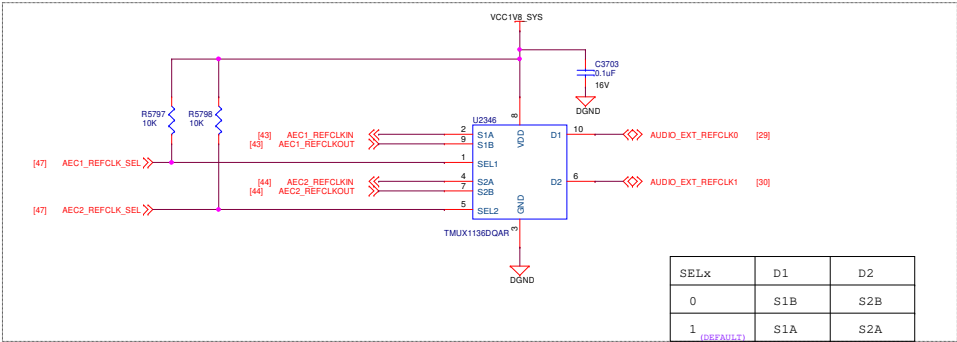 VCC1V8_SYS
C3703
0.1uF
16V
DGND
R5797
10K
R5798
10K
U2346
8
VDD
[43] AEC1_REFCLKIN 2 S1A D1 10 AUDIO_EXT_REFCLK0 [29]
[43] AEC1_REFCLKOUT 9 S1B
[47] AEC1_REFCLK_SEL 1 SEL1
[44] AEC2_REFCLKIN 4 S2A D2 6 AUDIO_EXT_REFCLK1 [30]
[44] AEC2_REFCLKOUT 7 S2B
[47] AEC2_REFCLK_SEL 5 SEL2
GND
3
TMUX1136DQAR
DGND
SELx D1 D2
0 S1B S2B
1 (DEFAULT) S1A S2A